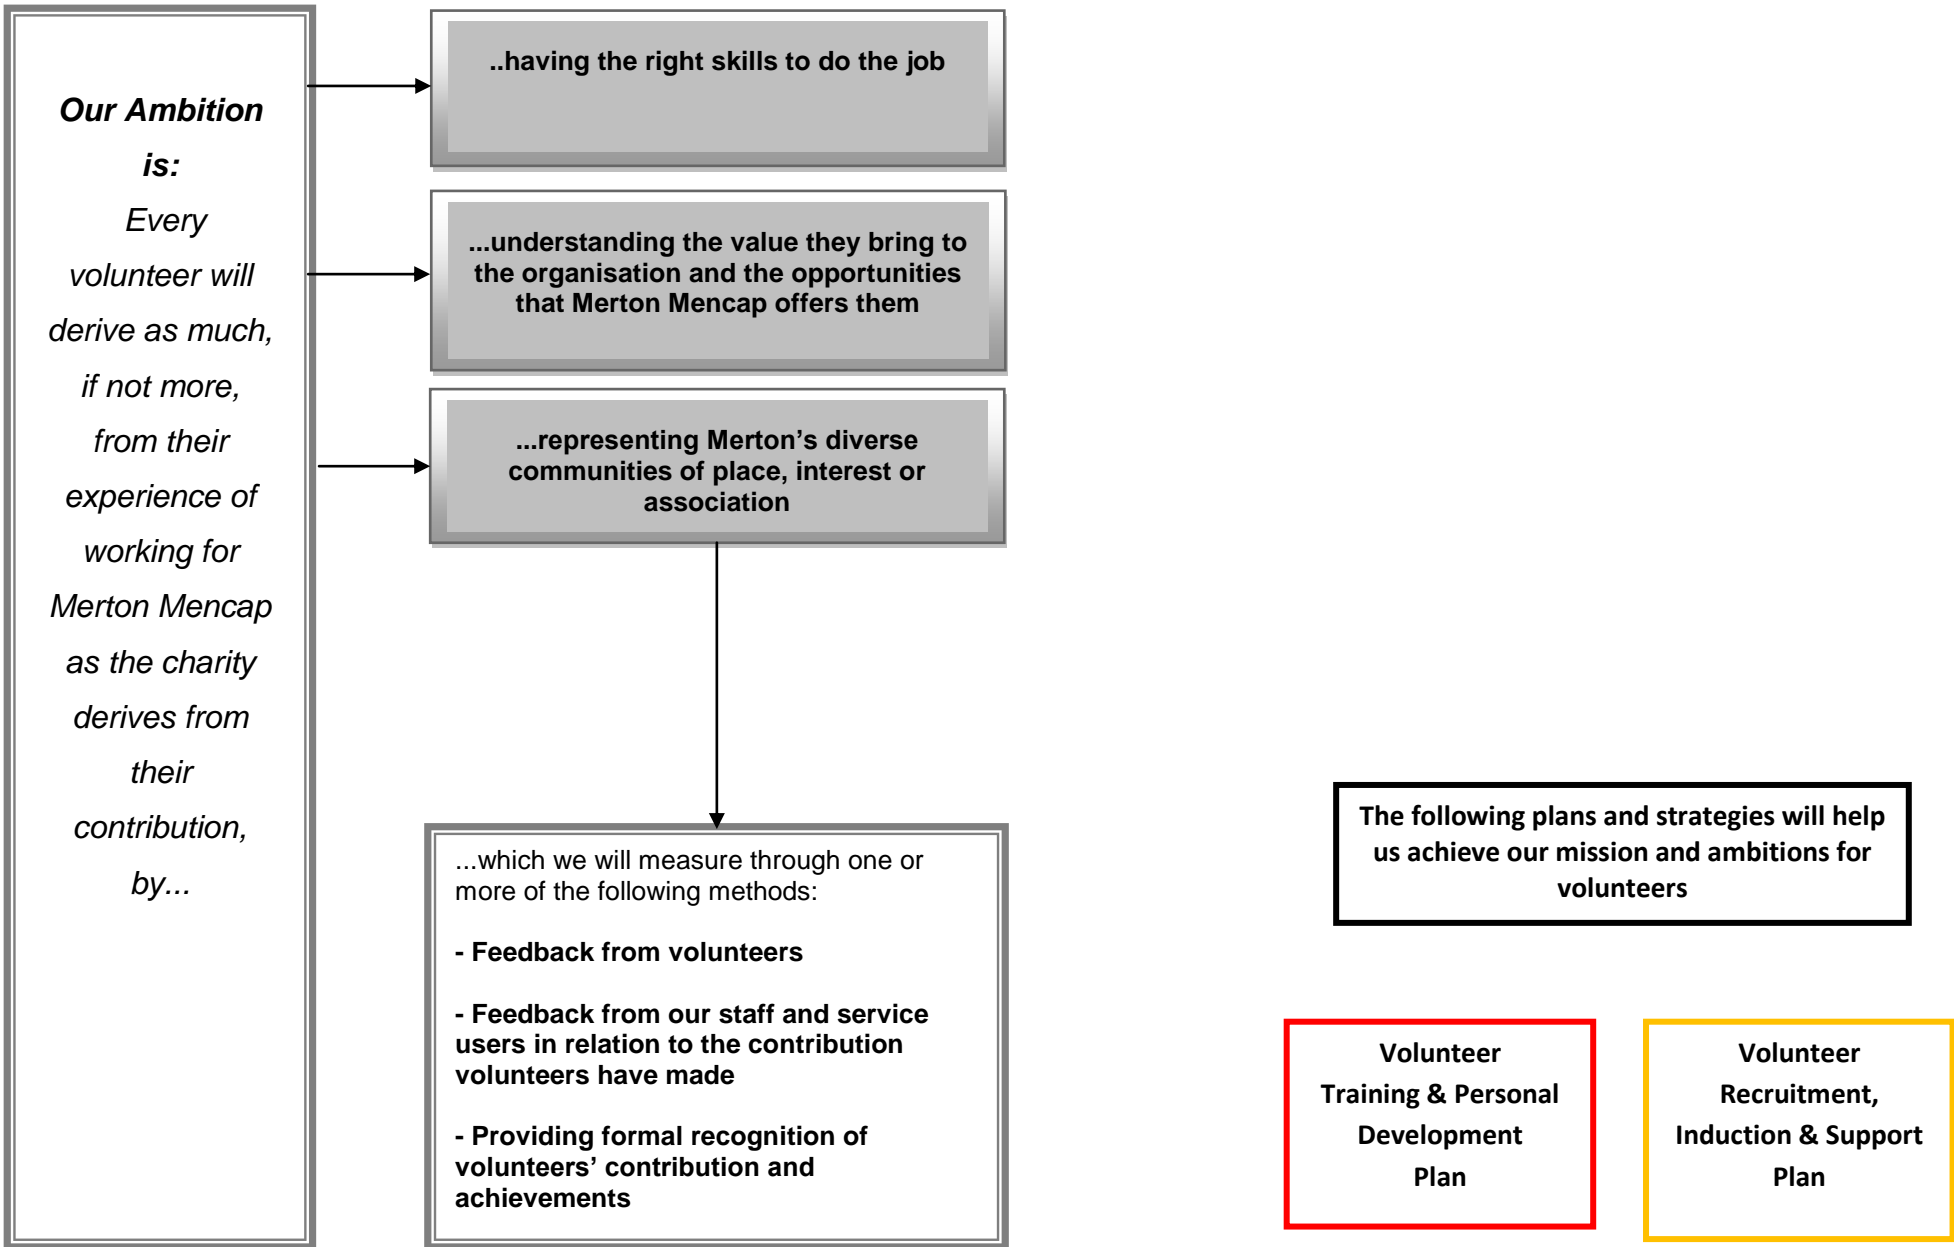 Our Ambition
is:
Every
volunteer will
derive as much,
if not more,
from their
experience of
working for
Merton Mencap
as the charity
derives from
their
contribution,
by...
..having the right skills to do the job
...understanding the value they bring to
the organisation and the opportunities
that Merton Mencap offers them
...representing Merton’s diverse
communities of place, interest or
association
...which we will measure through one or
more of the following methods:
- Feedback from volunteers
- Feedback from our staff and service
users in relation to the contribution
volunteers have made
- Providing formal recognition of
volunteers’ contribution and
achievements
The following plans and strategies will help
us achieve our mission and ambitions for
volunteers
Volunteer
Training & Personal
Development
Plan
Volunteer
Recruitment,
Induction & Support
Plan